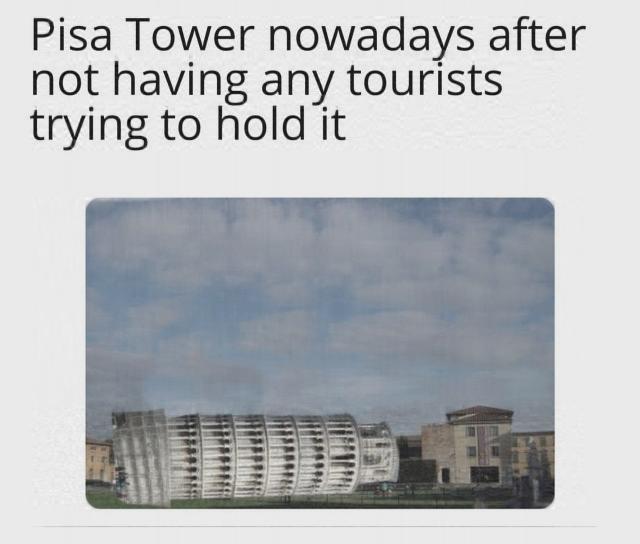 Pisa Tower nowadays after
not having any tourists
trying to hold it